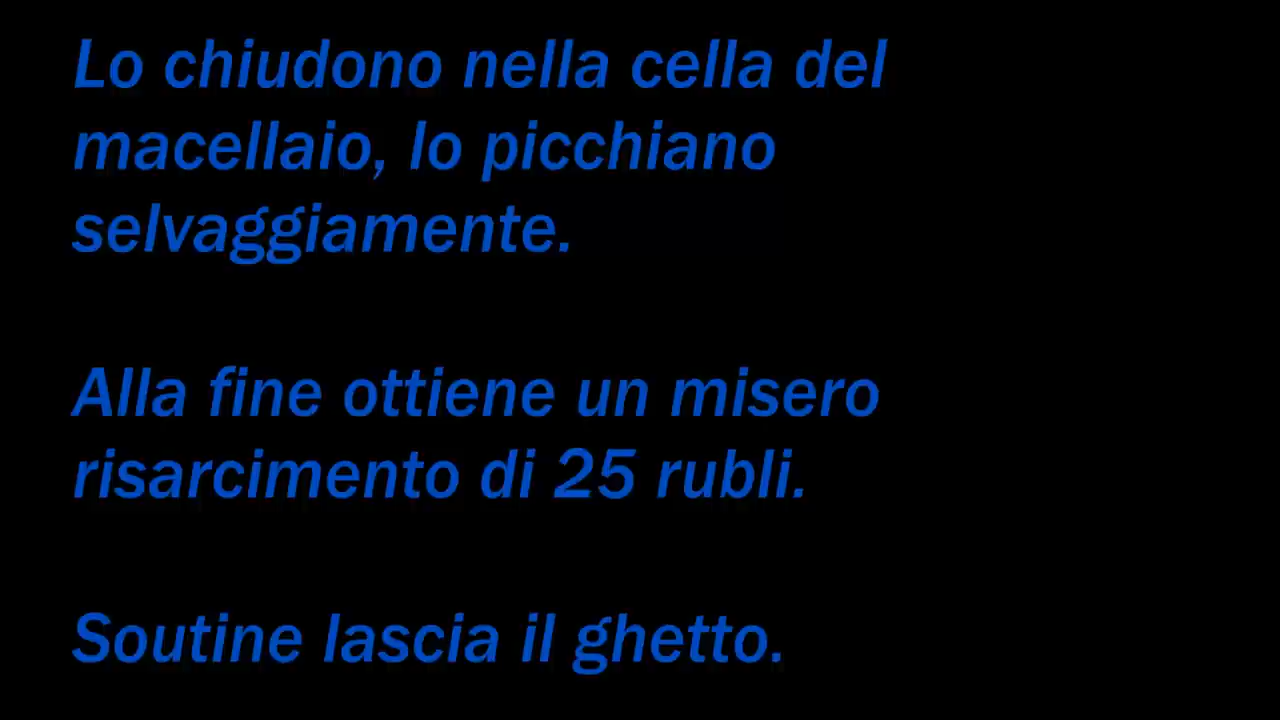 Lo chiudono nella cella del
macellaio, lo picchiano
selvaggiamente.
Alla fine ottiene un misero
risarcimento di 25 rubli.
Soutine lascia il ghetto.